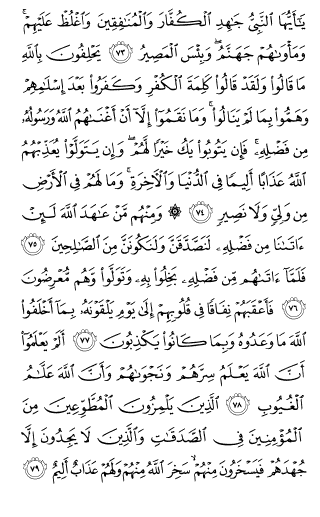 يَٰٓأَيُّهَا ٱلنَّبِيُّ جَٰهِدِ ٱلۡكُفَّارَ وَٱلۡمُنَٰفِقِينَ وَٱغۡلُظۡ عَلَيۡهِمۡۚ
وَمَأۡوَىٰهُمۡ جَهَنَّمُۖ وَبِئۡسَ ٱلۡمَصِيرُ ٧٣ يَحۡلِفُونَ بِٱللَّهِ
مَا قَالُواْ وَلَقَدۡ قَالُواْ كَلِمَةَ ٱلۡكُفۡرِ وَكَفَرُواْ بَعۡدَ إِسۡلَٰمِهِمۡ
وَهَمُّواْ بِمَا لَمۡ يَنَالُواْۚ وَمَا نَقَمُوٓاْ إِلَّآ أَنۡ أَغۡنَىٰهُمُ ٱللَّهُ وَرَسُولُهُۥ
مِن فَضۡلِهِۦۚ فَإِن يَتُوبُواْ يَكُ خَيۡرٗا لَّهُمۡۖ وَإِن يَتَوَلَّوۡاْ يُعَذِّبۡهُمُ
ٱللَّهُ عَذَابًا أَلِيمٗا فِي ٱلدُّنۡيَا وَٱلۡأٓخِرَةِۚ وَمَا لَهُمۡ فِي ٱلۡأَرۡضِ
مِن وَلِيّٖ وَلَا نَصِيرٖ ٧٤ ۞ وَمِنۡهُم مَّنۡ عَٰهَدَ ٱللَّهَ لَئِنۡ
ءَاتَىٰنَا مِن فَضۡلِهِۦ لَنَصَّدَّقَنَّ وَلَنَكُونَنَّ مِنَ ٱلصَّٰلِحِينَ ٧٥
فَلَمَّآ ءَاتَىٰهُم مِّن فَضۡلِهِۦ بَخِلُواْ بِهِۦ وَتَوَلَّواْ وَّهُم مُّعۡرِضُونَ
٧٦ فَأَعۡقَبَهُمۡ نِفَاقٗا فِي قُلُوبِهِمۡ إِلَىٰ يَوۡمِ يَلۡقَوۡنَهُۥ بِمَآ أَخۡلَفُواْ
ٱللَّهَ مَا وَعَدُوهُ وَبِمَا كَانُواْ يَكۡذِبُونَ ٧٧ أَلَمۡ يَعۡلَمُوٓاْ
أَنَّ ٱللَّهَ يَعۡلَمُ سِرَّهُمۡ وَنَجۡوَىٰهُمۡ وَأَنَّ ٱللَّهَ عَلَّٰمُ
ٱلۡغُيُوبِ ٧٨ ٱلَّذِينَ يَلۡمِزُونَ ٱلۡمُطَّوِّعِينَ مِنَ
ٱلۡمُؤۡمِنِينَ فِي ٱلصَّدَقَٰتِ وَٱلَّذِينَ لَا يَجِدُونَ إِلَّا
جُهۡدَهُمۡ فَيَسۡخَرُونَ مِنۡهُمۡ سَخِرَ ٱللَّهُ مِنۡهُمۡ وَلَهُمۡ عَذَابٌ أَلِيمٌ ٧٩